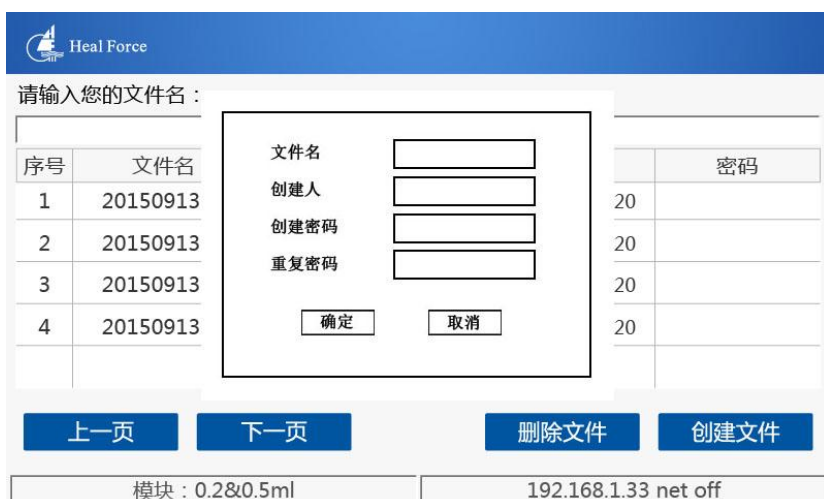 Heal Force
请输入您的文件名：
序号 文件名 密码
文件名
创建人
创建密码
重复密码
确定 取消
1 20150913 20
2 20150913 20
3 20150913 20
4 20150913 20
上一页 下一页 删除文件 创建文件
模块：0.2&0.5ml 192.168.1.33 net off